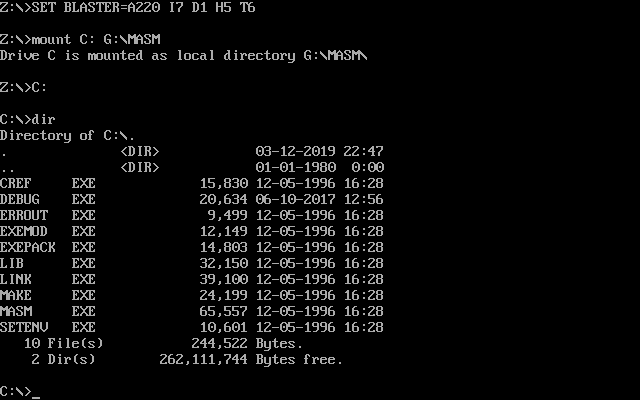 Z:\>SET BLASTER=A220 I7 D1 H5 T6
Z:\>mount C: G:\MASM
Drive C is mounted as local directory G:\MASM\
Z:\>C:
C:\>dir
Directory of C:\.
. <DIR> 03-12-2019 22:47
.. <DIR> 01-01-1980 0:00
CREF EXE 15,830 12-05-1996 16:28
DEBUG EXE 20,634 06-10-2017 12:56
ERROUT EXE 9,499 12-05-1996 16:28
EXEMOD EXE 12,149 12-05-1996 16:28
EXEPACK EXE 14,803 12-05-1996 16:28
LIB EXE 32,150 12-05-1996 16:28
LINK EXE 39,100 12-05-1996 16:28
MAKE EXE 24,199 12-05-1996 16:28
MASM EXE 65,557 12-05-1996 16:28
SETENV EXE 10,601 12-05-1996 16:28
10 File(s) 244,522 Bytes.
2 Dir(s) 262,111,744 Bytes free.
C:\>_